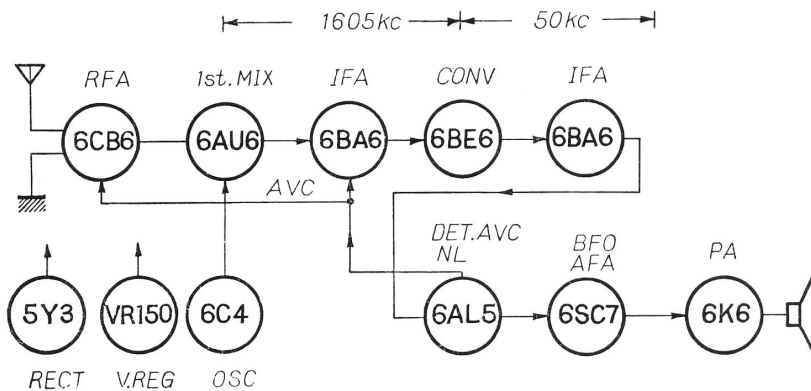 1605kc 50kc
RFA 1st.MIX IFA CONV IFA
6CB6 6AU6 6BA6 6BE6 6BA6
AVC
DET.AVC
NL
BFO
AFA
PA
5Y3 VR150 6C4 6AL5 6SC7 6K6
RECT V.REG OSC